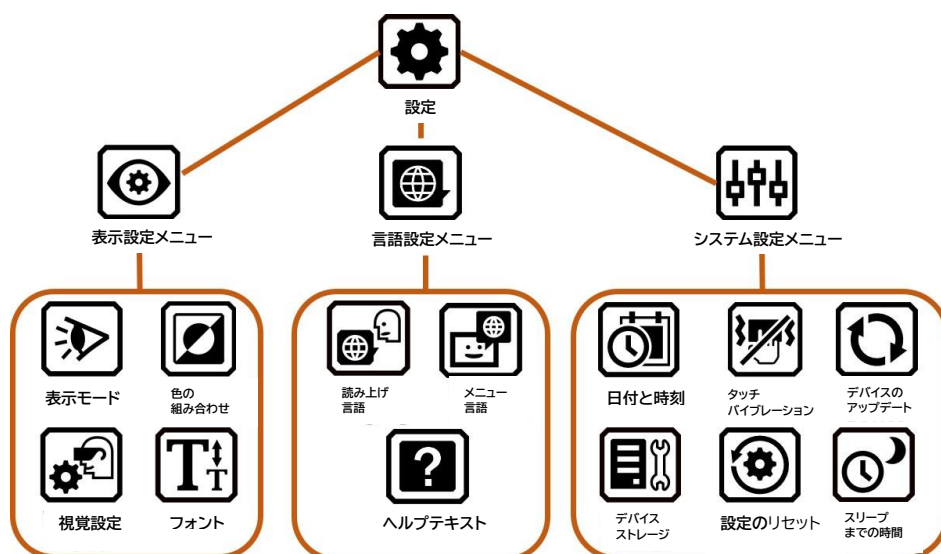 設定
表示設定メニュー
言語設定メニュー
システム設定メニュー
表示モード
色の
組み合わせ
視覚設定
フォント
読み上げ
言語
メニュー
言語
ヘルプテキスト
日付と時刻
タッチ
バイブレーション
デバイスの
アップデート
デバイス
ストレージ
設定のリセット
スリープ
までの時間